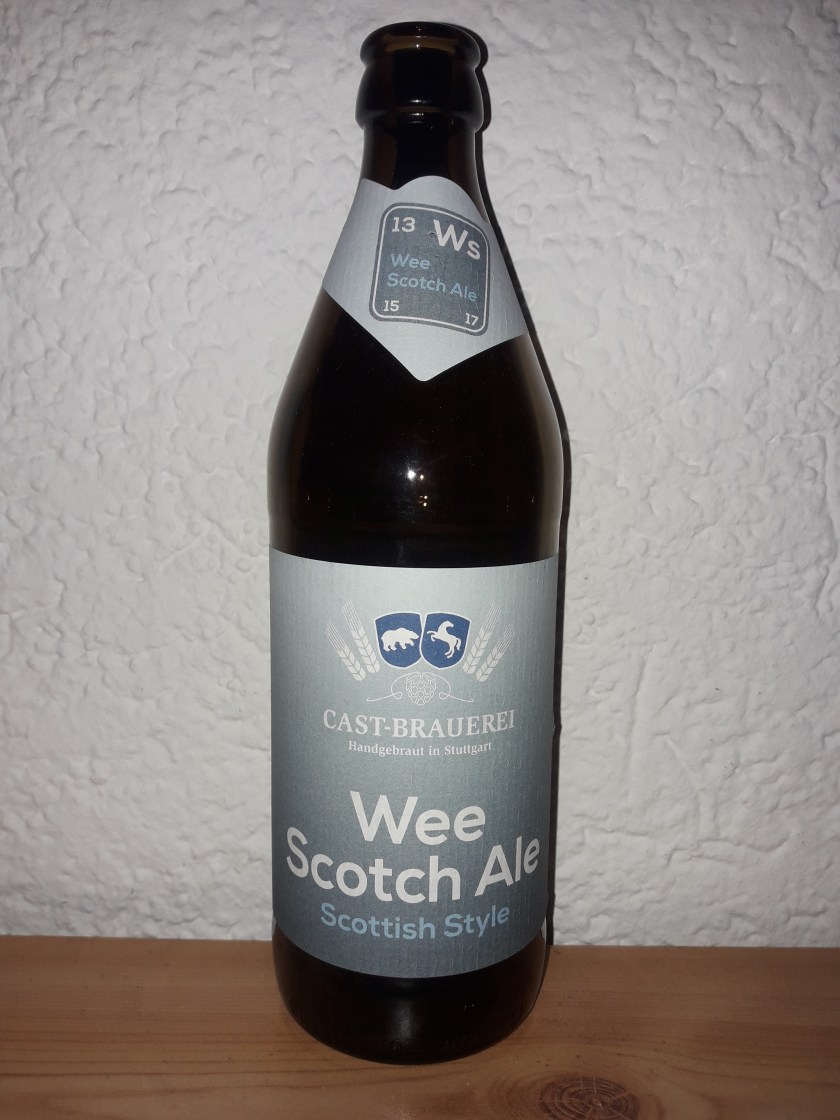 13 Ws
Wee
Scotch Ale
15 17
CAST-BRAUEREI
Handgebraut in Stuttgart
Wee
Scotch Ale
Scottish Style